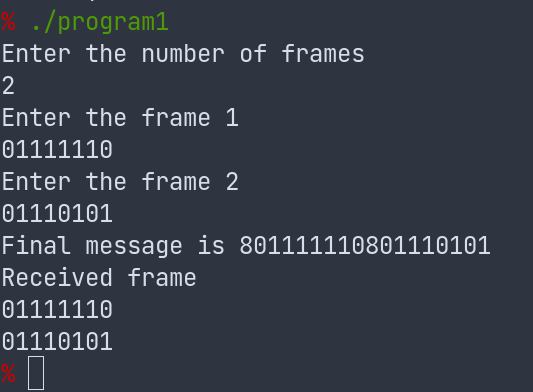 % ./program1
Enter the number of frames
2
Enter the frame 1
01111110
Enter the frame 2
01110101
Final message is 801111110801110101
Received frame
01111110
01110101
%